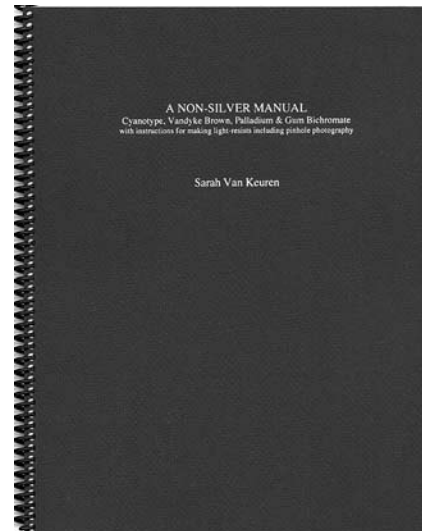 A NON-SILVER MANUAL
Cyanotype, Vandyke Brown, Palladium & Gum Bichromate
with instructions for making light-resists including pinhole photography
Sarah Van Keuren